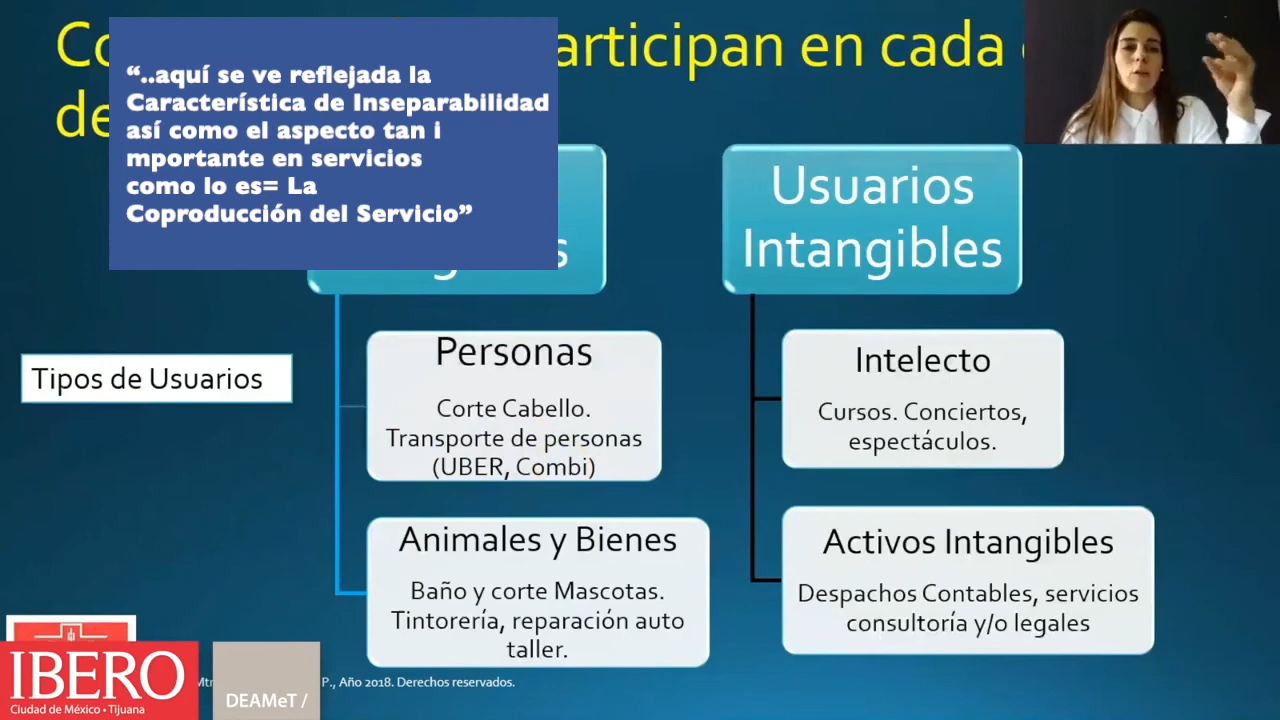 articipan en cada
“..aquí se ve reflejada la
Característica de Inseparabilidad
así como el aspecto tan i
mportante en servicios
como lo es= La
Coproducción del Servicio”
Usuarios
Intangibles
Tipos de Usuarios
Personas
Corte Cabello.
Transporte de personas
(UBER, Combi)
Animales y Bienes
Baño y corte Mascotas.
Tintorería, reparación auto
taller.
Intelecto
Cursos. Conciertos,
espectáculos.
Activos Intangibles
Despachos Contables, servicios
consultoría y/o legales
P., Año 2018. Derechos reservados.
IBERO
Ciudad de México • Tijuana
DEAMeT /